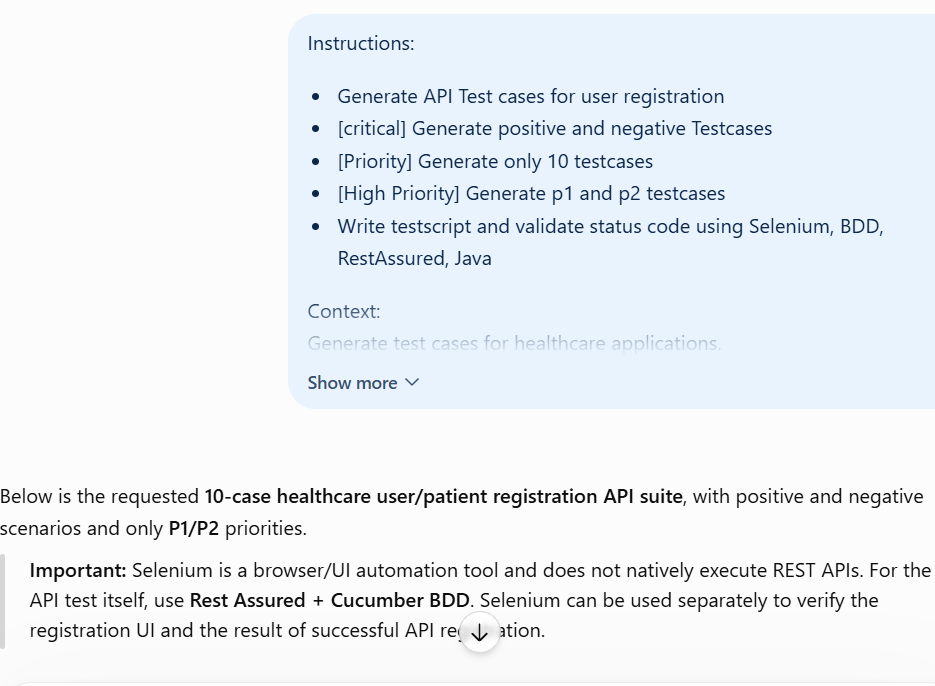 Instructions:
• Generate API Test cases for user registration
• [critical] Generate positive and negative Testcases
• [Priority] Generate only 10 testcases
• [High Priority] Generate p1 and p2 testcases
• Write testscript and validate status code using Selenium, BDD,
RestAssured, Java
Context:
Generate test cases for healthcare applications.
Show more
Below is the requested 10-case healthcare user/patient registration API suite, with positive and negative
scenarios and only P1/P2 priorities.
Important: Selenium is a browser/UI automation tool and does not natively execute REST APIs. For the
API test itself, use Rest Assured + Cucumber BDD. Selenium can be used separately to verify the
registration UI and the result of successful API